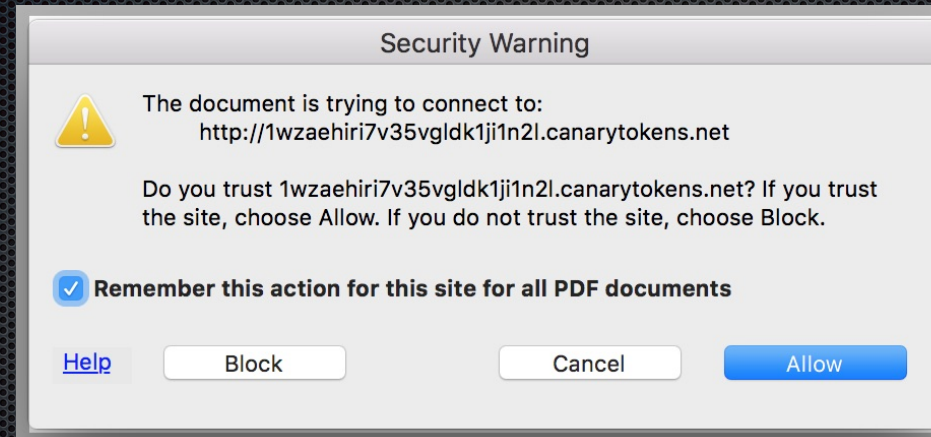 Security Warning
The document is trying to connect to:
http://1wzaehiri7v35vgldk1ji1n2l.canarytokens.net
Do you trust 1wzaehiri7v35vgldk1ji1n2l.canarytokens.net? If you trust
the site, choose Allow. If you do not trust the site, choose Block.
Remember this action for this site for all PDF documents
Help Block Cancel Allow